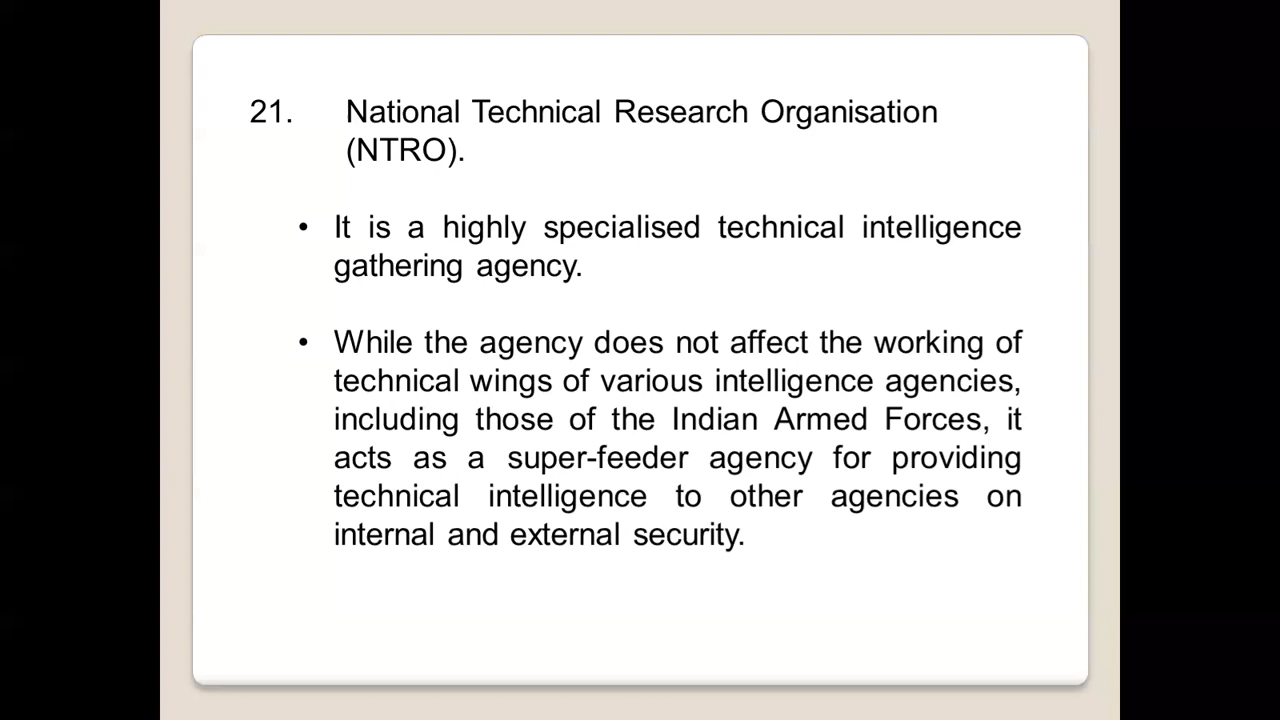 21. National Technical Research Organisation
(NTRO).
• It is a highly specialised technical intelligence
gathering agency.
• While the agency does not affect the working of
technical wings of various intelligence agencies,
including those of the Indian Armed Forces, it
acts as a super-feeder agency for providing
technical intelligence to other agencies on
internal and external security.